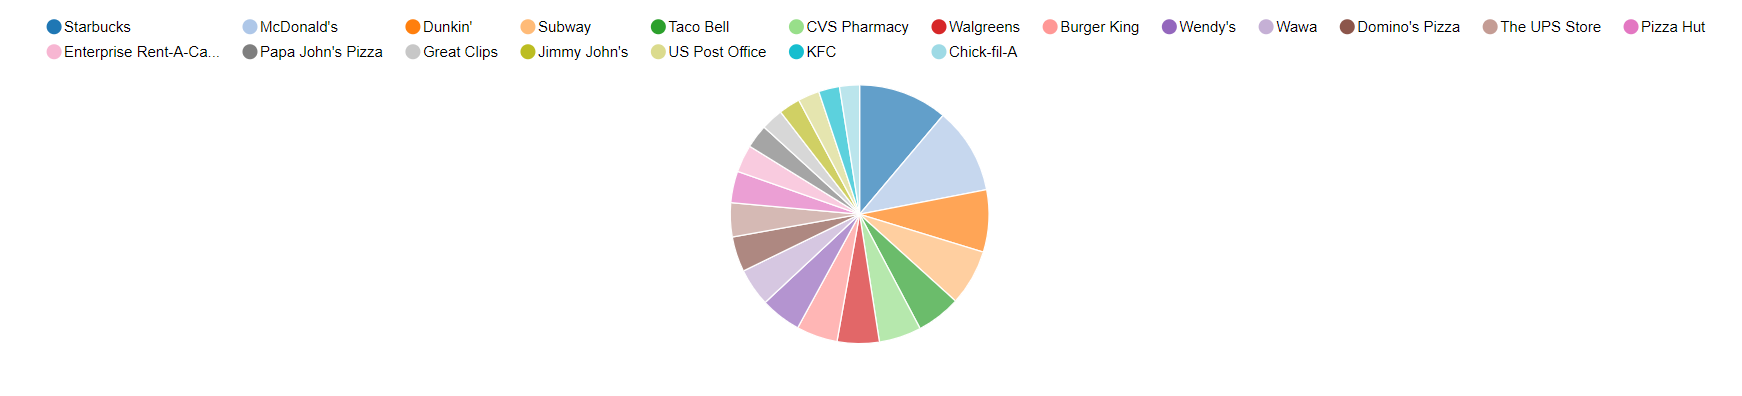 Starbucks McDonald's Dunkin' Subway Taco Bell CVS Pharmacy Walgreens Burger King Wendy's Wawa Domino's Pizza The UPS Store Pizza Hut
Enterprise Rent-A-Ca... Papa John's Pizza Great Clips Jimmy John's US Post Office KFC Chick-fil-A